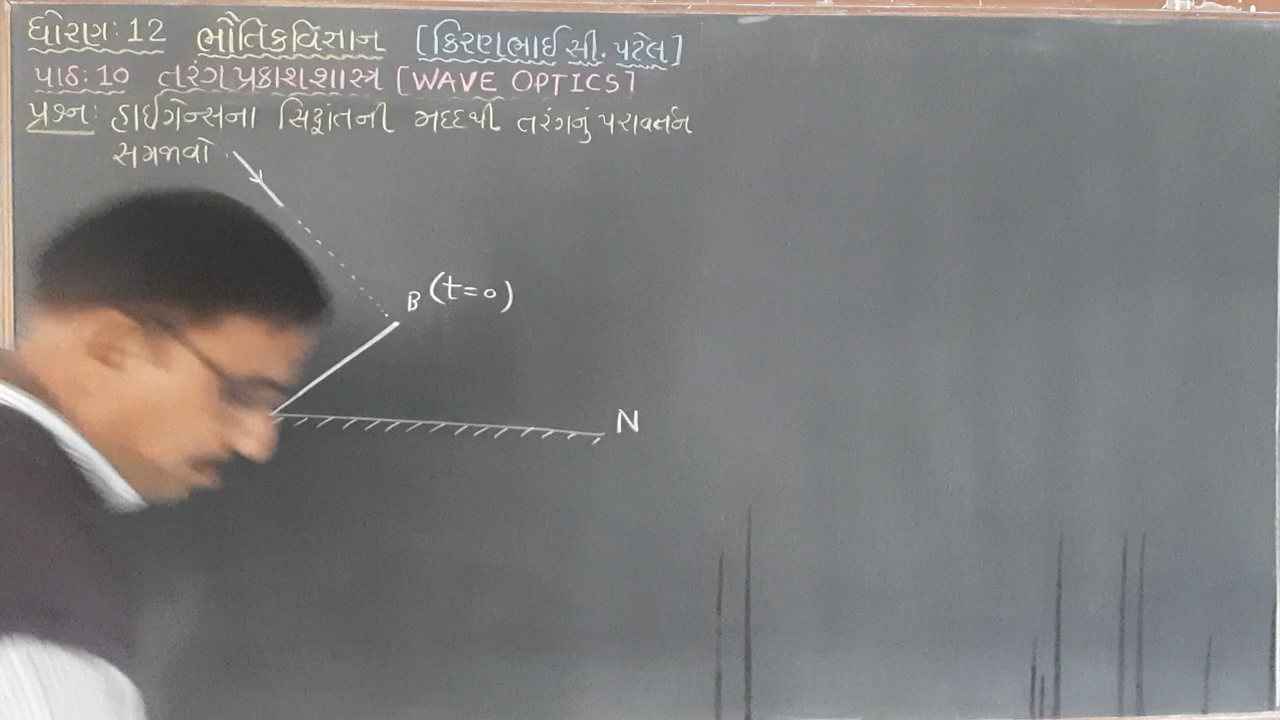 ધોરણ: 12 ભૌતિકવિજ્ઞાન [કિરણભાઈ સી. પટેલ]
પાઠ: 10 તરંગપ્રકાશશાસ્ત્ર [WAVE OPTICS]
પ્રશ્ન: હાઈગેન્સના સિદ્ધાંતની મદદથી તરંગનું પરાવર્તન
સમજાવો.
B (t=0)
N